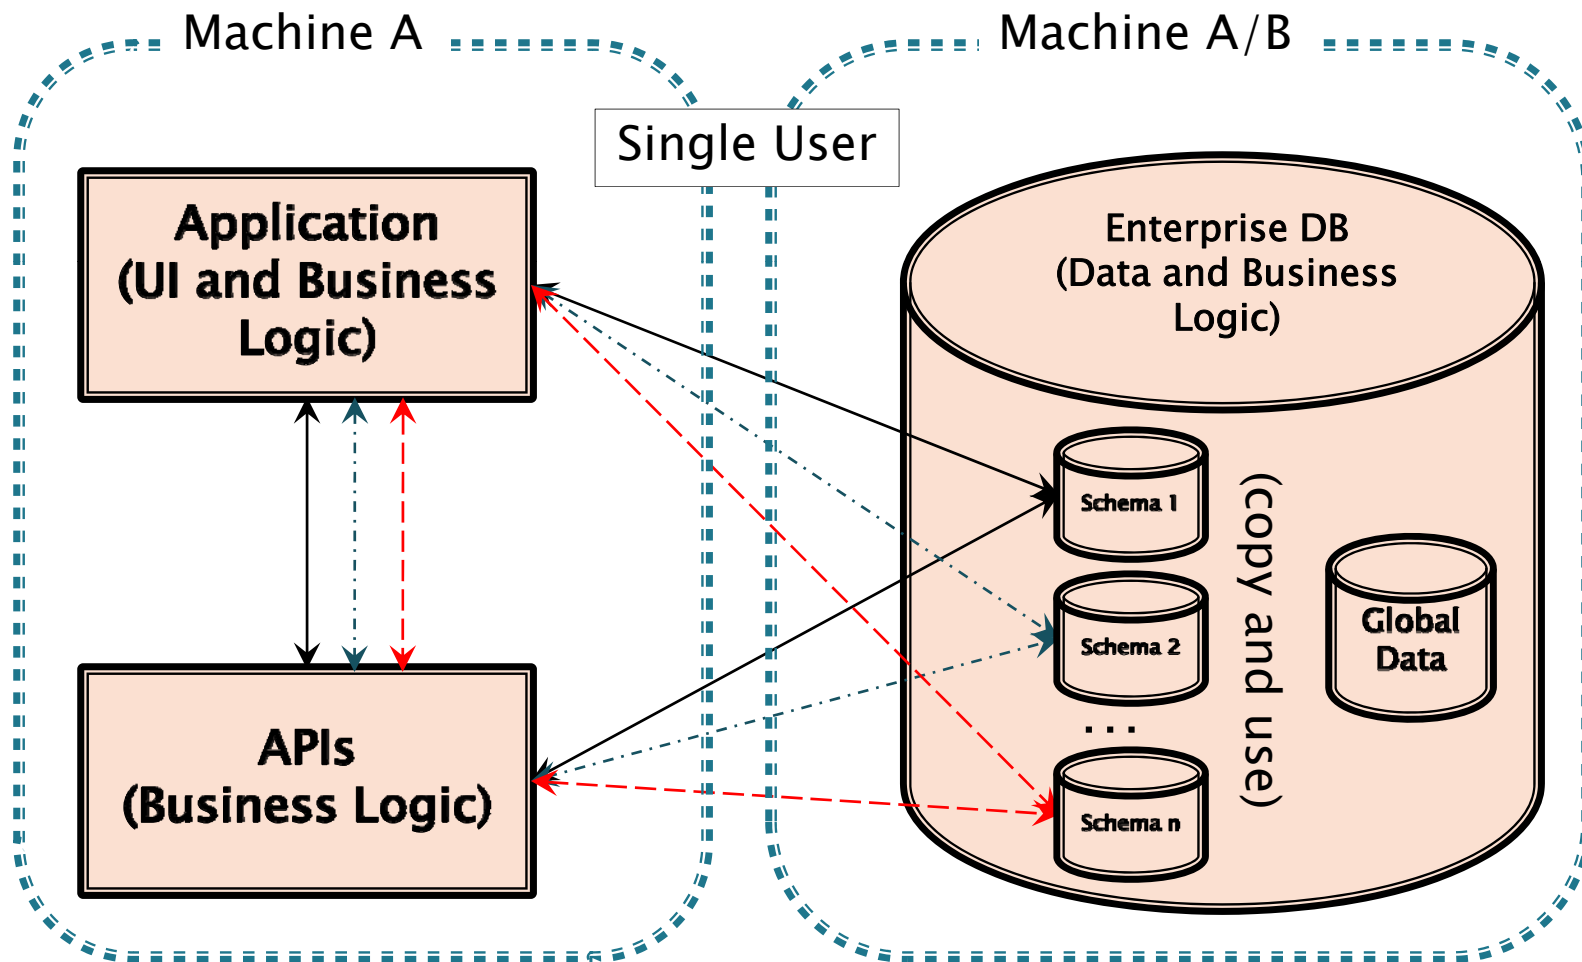 Machine A
Machine A/B
Single User
Application
(UI and Business
Logic)
Enterprise DB
(Data and Business
Logic)
Schema 1
(copy and use)
Schema 2
Global
Data
...
APIs
(Business Logic)
Schema n